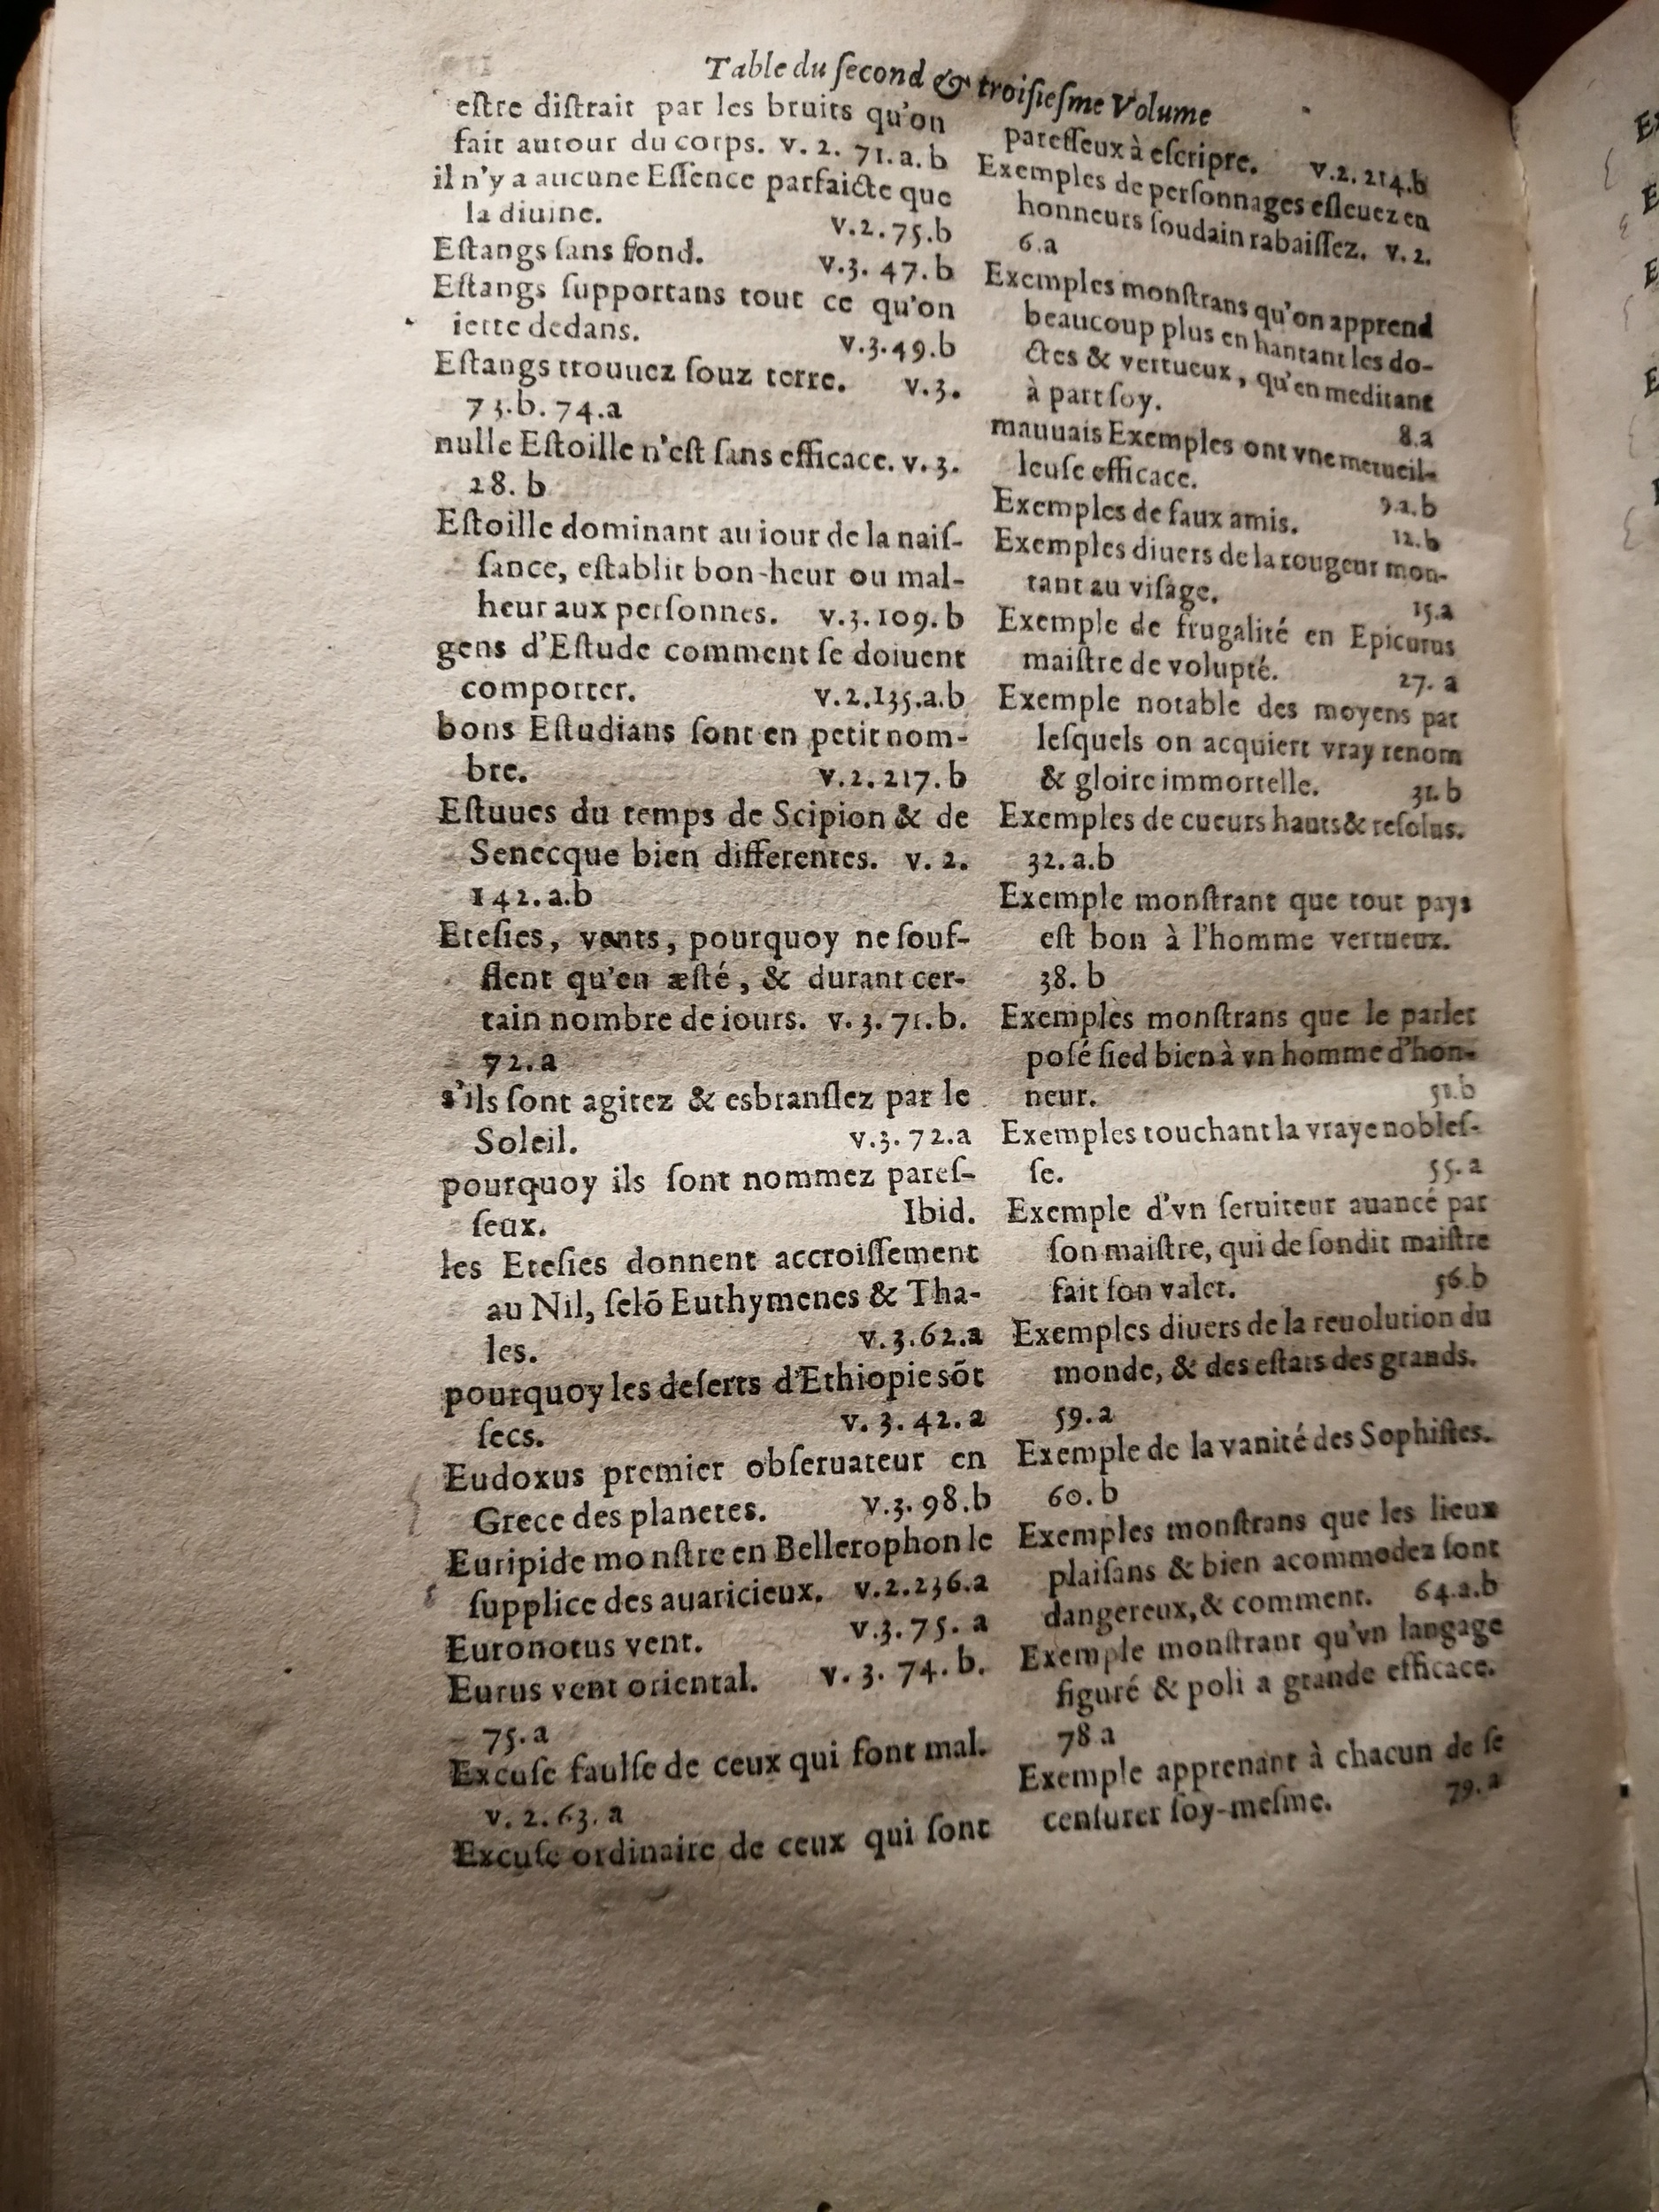 Table du ſecond & troiſieſme Volume
eſtre diſtrait par les bruits qu'on
fait autour du corps. v. 2. 71. a. b
il n'y a aucune Eſſence parfaicte que
la diuine. v. 2. 75. b
Eſtangs ſans fond. v. 3. 47. b
Eſtangs ſupportans tout ce qu'on
iette dedans. v. 3. 49. b
Eſtangs trouuez ſouz terre. v. 3.
73. b. 74. a
nulle Eſtoille n'eſt ſans efficace. v. 3.
28. b
Eſtoille dominant au iour de la naiſ-
ſance, eſtablit bon-heur ou mal-
heur aux perſonnes. v. 3. 109. b
gens d'Eſtude comment ſe doiuent
comporter. v. 2. 135. a. b
bons Eſtudians ſont en petit nom-
bre. v. 2. 217. b
Eſtuues du temps de Scipion & de
Senecque bien differentes. v. 2.
142. a. b
Eteſies, vents, pourquoy ne ſouf-
flent qu'en æſté, & durant cer-
tain nombre de iours. v. 3. 71. b.
72. a
s'ils ſont agitez & esbranſlez par le
Soleil. v. 3. 72. a
pourquoy ils ſont nommez pareſ-
ſeux. Ibid.
les Eteſies donnent accroiſſement
au Nil, ſelõ Euthymenes & Tha-
les. v. 3. 62. a
pourquoy les deſerts d'Ethiopie sõt
ſecs. v. 3. 42. a
Eudoxus premier obſeruateur en
Grece des planetes. v. 3. 98. b
Euripide monſtre en Bellerophon le
ſupplice des auaricieux. v. 2. 236. a
Euronotus vent. v. 3. 75. a
Eurus vent oriental. v. 3. 74. b.
75. a
Excuſe faulſe de ceux qui font mal.
v. 2. 63. a
Excuſe ordinaire de ceux qui ſont
pareſſeux à eſcripre. v. 2. 214. b
Exemples de perſonnages eſleuez en
honneurs ſoudain rabaiſſez. v. 2.
6. a
Exemples monſtrans qu'on apprend
beaucoup plus en hantant les do-
ctes & vertueux, qu'en meditant
à part ſoy. 8. a
mauuais Exemples ont vne merueil-
leuſe efficace. 9. a. b
Exemples de faux amis. 12. b
Exemples diuers de la rougeur mon-
tant au viſage. 15. a
Exemple de frugalité en Epicurus
maiſtre de volupté. 27. a
Exemple notable des moyens par
leſquels on acquiert vray renom
& gloire immortelle. 31. b
Exemples de cueurs hauts & reſolus.
32. a. b
Exemple monſtrant que tout pays
eſt bon à l'homme vertueux.
38. b
Exemples monſtrans que le parler
poſé ſied bien à vn homme d'hon-
neur. 51. b
Exemples touchant la vraye nobleſ-
ſe. 55. a
Exemple d'vn ſeruiteur auancé par
ſon maiſtre, qui de ſondit maiſtre
fait ſon valet. 56. b
Exemples diuers de la reuolution du
monde, & des eſtats des grands.
59. a
Exemple de la vanité des Sophiſtes.
60. b
Exemples monſtrans que les lieux
plaiſans & bien acommodez ſont
dangereux, & comment. 64. a. b
Exemple monſtrant qu'vn langage
figuré & poli a grande efficace.
78 a
Exemple apprenant à chacun de ſe
cenſurer ſoy-meſme. 79. a